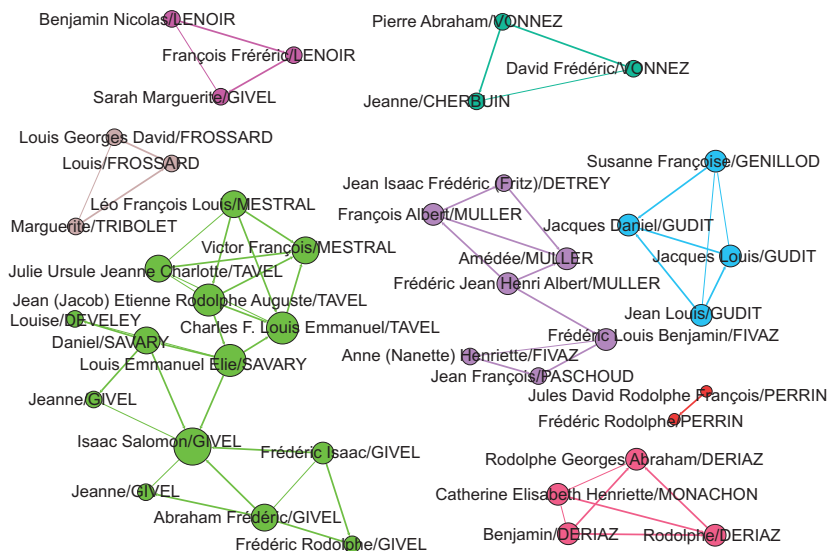 Benjamin Nicolas/LENOIR
François Fréréric/LENOIR
Sarah Marguerite/GIVEL
Pierre Abraham/VONNEZ
David Frédéric/VONNEZ
Jeanne/CHERBUIN
Louis Georges David/FROSSARD
Louis/FROSSARD
Marguerite/TRIBOLET
Susanne Françoise/GENILLOD
Jacques Daniel/GUDIT
Jacques Louis/GUDIT
Jean Louis/GUDIT
Jean Isaac Frédéric (Fritz)/DETREY
François Albert/MULLER
Amédée/MULLER
Frédéric Jean Henri Albert/MULLER
Frédéric Louis Benjamin/FIVAZ
Anne (Nanette) Henriette/FIVAZ
Jean François/PASCHOUD
Léo François Louis/MESTRAL
Victor François/MESTRAL
Julie Ursule Jeanne Charlotte/TAVEL
Jean (Jacob) Etienne Rodolphe Auguste/TAVEL
Louise/DEVELEY
Charles F. Louis Emmanuel/TAVEL
Daniel/SAVARY
Louis Emmanuel Elie/SAVARY
Jeanne/GIVEL
Isaac Salomon/GIVEL
Frédéric Isaac/GIVEL
Jeanne/GIVEL
Abraham Frédéric/GIVEL
Frédéric Rodolphe/GIVEL
Jules David Rodolphe François/PERRIN
Frédéric Rodolphe/PERRIN
Rodolphe Georges Abraham/DERIAZ
Catherine Elisabeth Henriette/MONACHON
Benjamin/DERIAZ
Rodolphe/DERIAZ